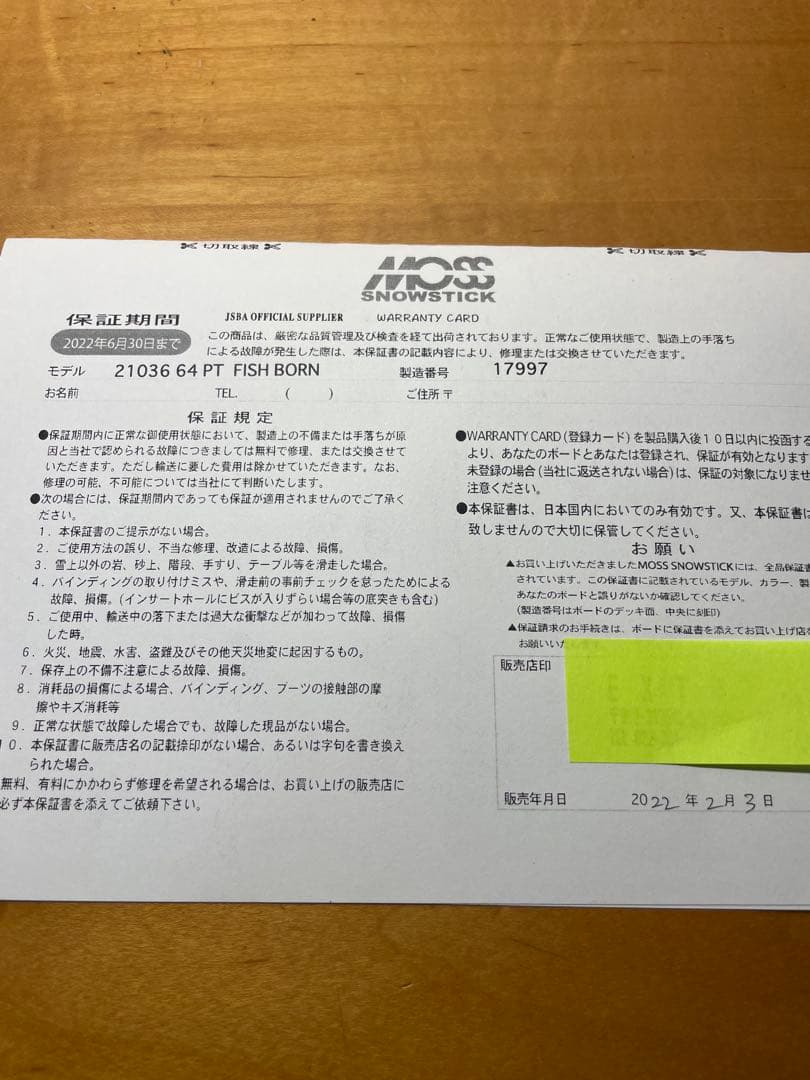 ✂切取線✂
✂切取線✂
MOSS
SNOWSTICK
保証期間
JSBA OFFICIAL SUPPLIER
WARRANTY CARD
2022年6月30日まで
この商品は、厳密な品質管理及び検査を経て出荷されております。正常なご使用状態で、製造上の手落ち
による故障が発生した際は、本保証書の記載内容により、修理または交換させていただきます。
モデル 21036 64 PT FISH BORN 製造番号 17997
お名前 TEL. ( ) ご住所 〒
保証規定
●保証期間内に正常な御使用状態において、製造上の不備または手落ちが原
因と当社で認められる故障につきましては無料で修理、または交換させて
いただきます。ただし輸送に要した費用は除かせていただきます。なお、
修理の可能、不可能については当社にて判断いたします。
●次の場合には、保証期間内であっても保証が適用されませんのでご了承く
ださい。
1．本保証書のご提示がない場合。
2．ご使用方法の誤り、不当な修理、改造による故障、損傷。
3．雪上以外の岩、砂上、階段、手すり、テーブル等を滑走した場合。
4．バインディングの取り付けミスや、滑走前の事前チェックを怠ったためによる
故障、損傷。(インサートホールにビスが入りずらい場合等の底突きも含む)
5．ご使用中、輸送中の落下または過大な衝撃などが加わって故障、損傷
した時。
6．火災、地震、水害、盗難及びその他天災地変に起因するもの。
7．保存上の不備不注意による故障、損傷。
8．消耗品の損傷による場合、バインディング、ブーツの接触部の摩
擦やキズ消耗等
9．正常な状態で故障した場合でも、故障した現品がない場合。
10．本保証書に販売店名の記載捺印がない場合、あるいは字句を書き換え
られた場合。
無料、有料にかかわらず修理を希望される場合は、お買い上げの販売店に
必ず本保証書を添えてご依頼下さい。
●WARRANTY CARD (登録カード) を製品購入後10日以内に投函する
より、あなたのボードとあなたは登録され、保証が有効となります
未登録の場合 (当社に返送されない場合) は、保証の対象になりませ
注意ください。
●本保証書は、日本国内においてのみ有効です。又、本保証書は
致しませんので大切に保管してください。
お願い
▲お買い上げいただきましたMOSS SNOWSTICKには、全品保証書
されています。この保証書に記載されているモデル、カラー、製
あなたのボードと誤りがないか確認してください。
(製造番号はボードのデッキ面、中央に刻印)
▲保証請求のお手続きは、ボードに保証書を添えてお買い上げ店を
お願いいた
販売店印
販売年月日 2022年2月3日